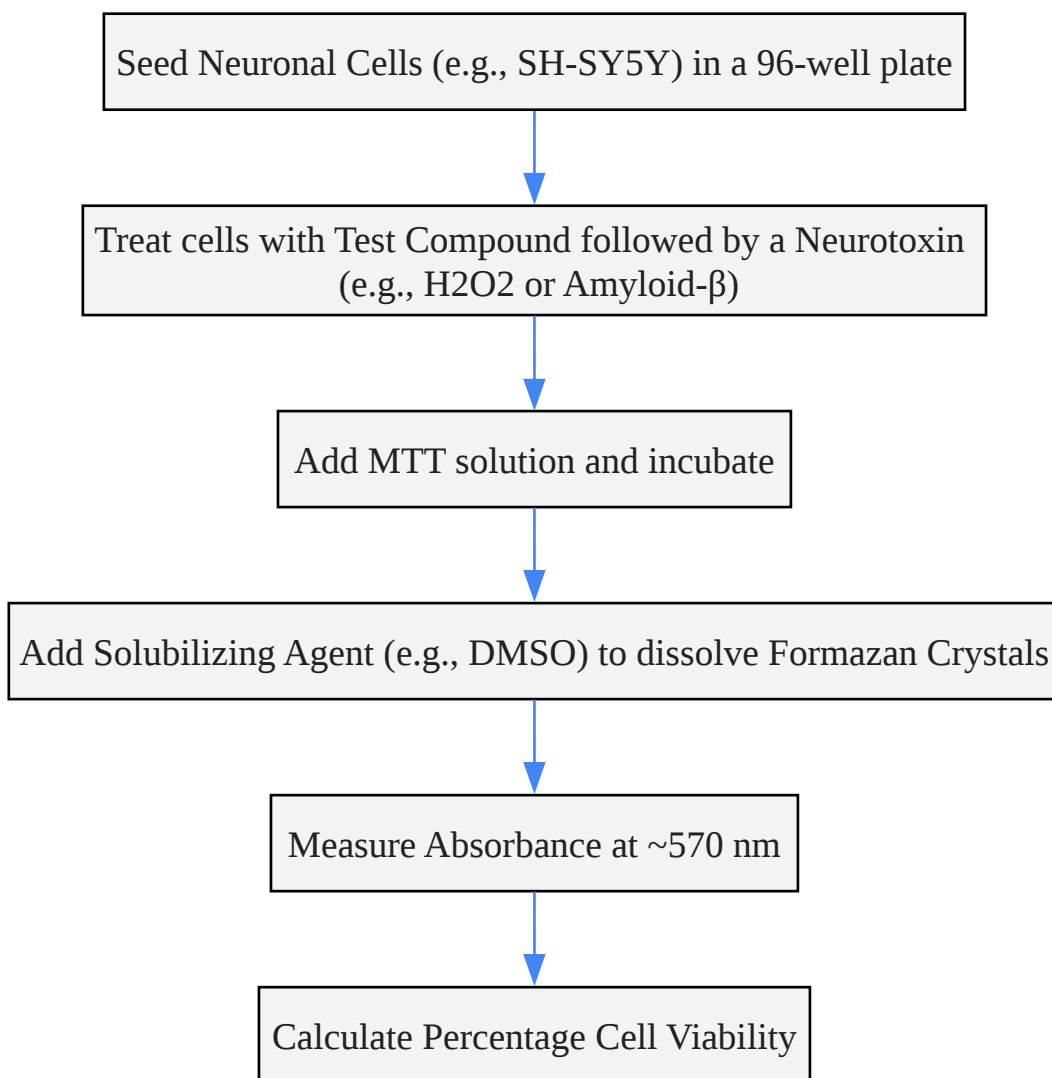 Seed Neuronal Cells (e.g., SH-SY5Y) in a 96-well plate
Treat cells with Test Compound followed by a Neurotoxin
(e.g., H2O2 or Amyloid-β)
Add MTT solution and incubate
Add Solubilizing Agent (e.g., DMSO) to dissolve Formazan Crystals
Measure Absorbance at ~570 nm
Calculate Percentage Cell Viability